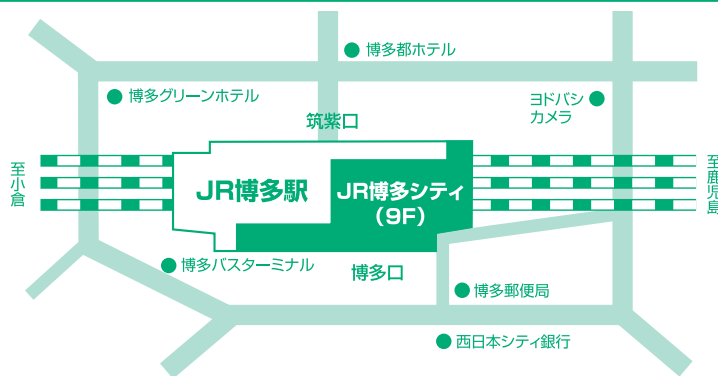 博多都ホテル
博多グリーンホテル
ヨドバシ
カメラ
筑紫口
至小倉
JR博多駅
JR博多シティ
(9F)
至鹿児島
博多バスターミナル
博多口
博多郵便局
西日本シティ銀行